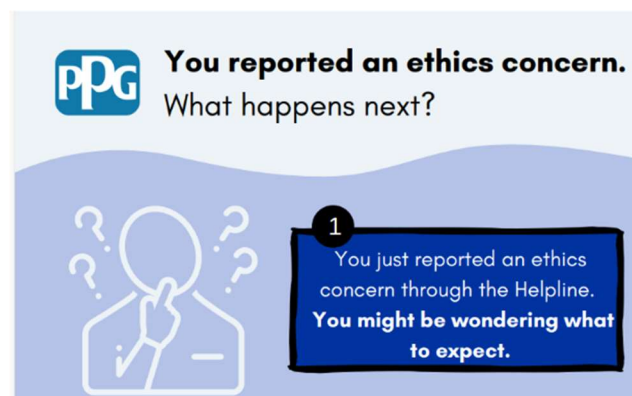 PPG
You reported an ethics concern.
What happens next?
1
You just reported an ethics
concern through the Helpline.
You might be wondering what
to expect.